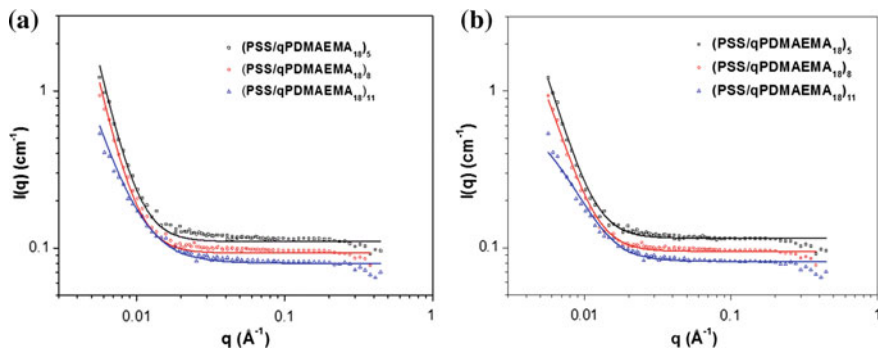 (a)
(PSS/qPDMAEMA18)5
(PSS/qPDMAEMA18)8
(PSS/qPDMAEMA18)11
1
0.1
I(q) (cm-1)
0.01
0.1
1
q (Å-1)
(b)
(PSS/qPDMAEMA18)5
(PSS/qPDMAEMA18)8
(PSS/qPDMAEMA18)11
1
0.1
I(q) (cm-1)
0.01
0.1
1
q (Å-1)